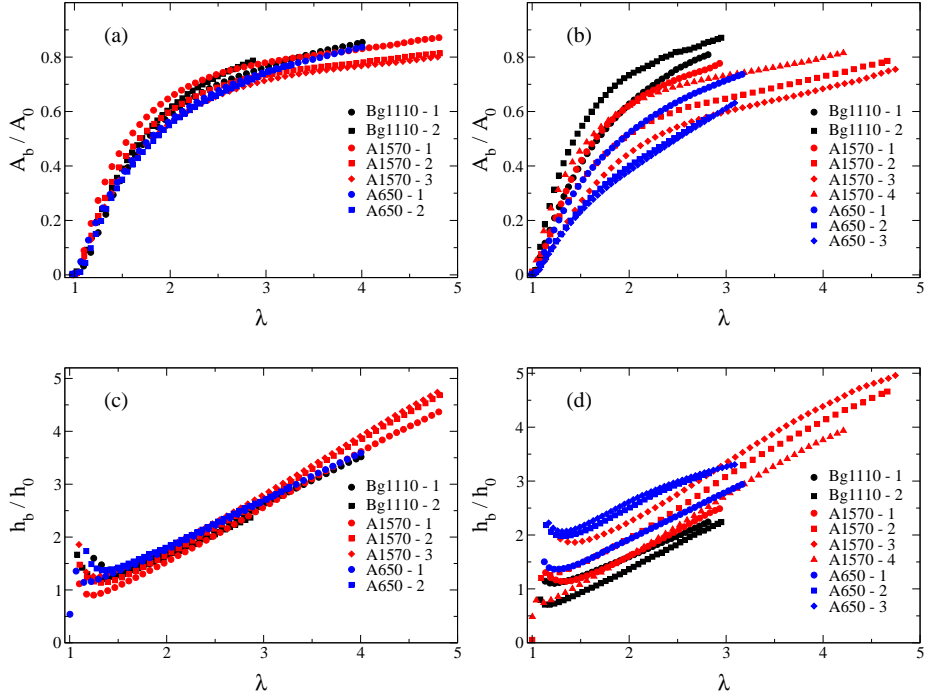 (a)
A_b / A_0
0.8
0.6
0.4
0.2
0
1 2 3 4 5
λ
Bg1110 - 1
Bg1110 - 2
A1570 - 1
A1570 - 2
A1570 - 3
A650 - 1
A650 - 2
(b)
A_b / A_0
0.8
0.6
0.4
0.2
0
1 2 3 4 5
λ
Bg1110 - 1
Bg1110 - 2
A1570 - 1
A1570 - 2
A1570 - 3
A1570 - 4
A650 - 1
A650 - 2
A650 - 3
(c)
h_b / h_0
5
4
3
2
1
0
1 2 3 4 5
λ
Bg1110 - 1
Bg1110 - 2
A1570 - 1
A1570 - 2
A1570 - 3
A650 - 1
A650 - 2
(d)
h_b / h_0
5
4
3
2
1
0
1 2 3 4 5
λ
Bg1110 - 1
Bg1110 - 2
A1570 - 1
A1570 - 2
A1570 - 3
A1570 - 4
A650 - 1
A650 - 2
A650 - 3